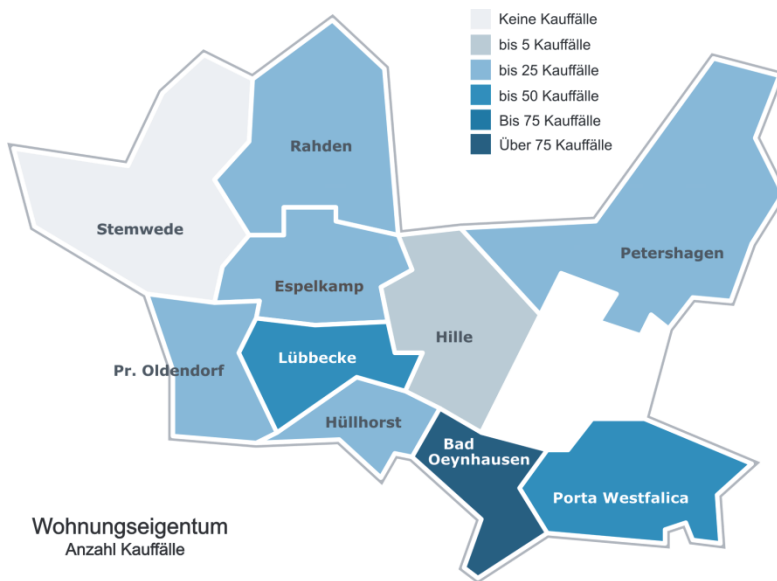 Keine Kauffälle
bis 5 Kauffälle
bis 25 Kauffälle
bis 50 Kauffälle
Bis 75 Kauffälle
Über 75 Kauffälle
Rahden
Stemwede
Petershagen
Espelkamp
Hille
Lübbecke
Pr. Oldendorf
Hüllhorst
Bad
Oeynhausen
Porta Westfalica
Wohnungseigentum
Anzahl Kauffälle